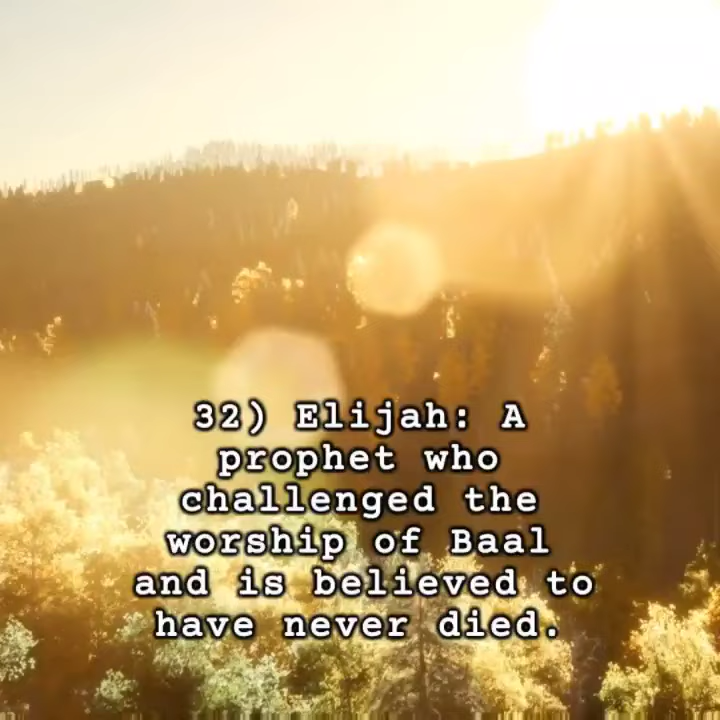 32) Elijah: A
prophet who
challenged the
worship of Baal
and is believed to
have never died.